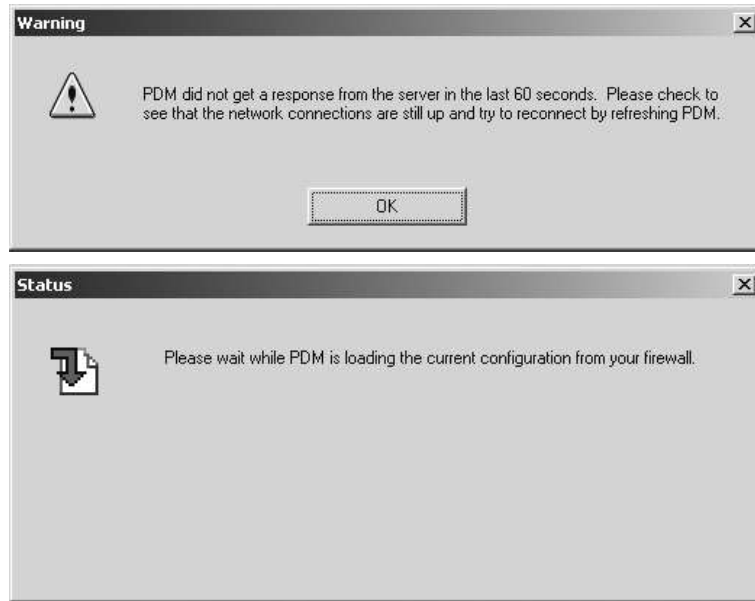 Warning
PDM did not get a response from the server in the last 60 seconds. Please check to
see that the network connections are still up and try to reconnect by refreshing PDM.
OK
Status
Please wait while PDM is loading the current configuration from your firewall.